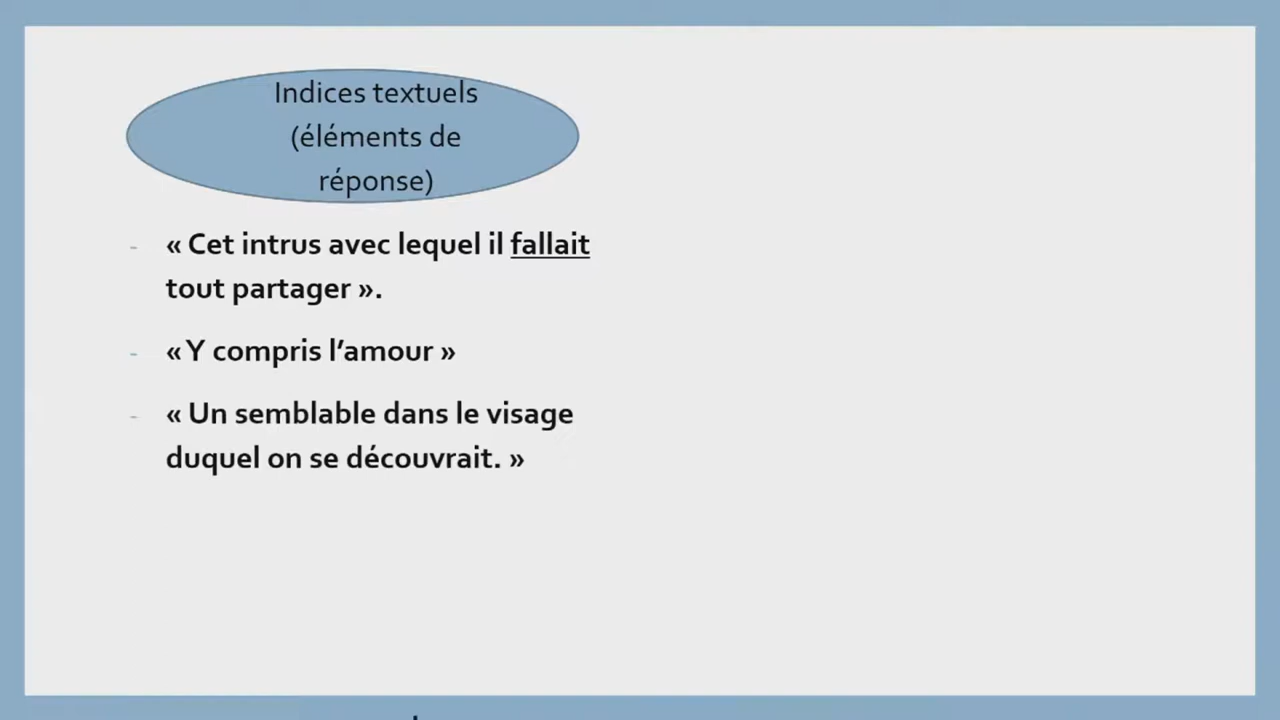 Indices textuels
(éléments de
réponse)
- « Cet intrus avec lequel il fallait
tout partager ».
- « Y compris l’amour »
- « Un semblable dans le visage
duquel on se découvrait. »